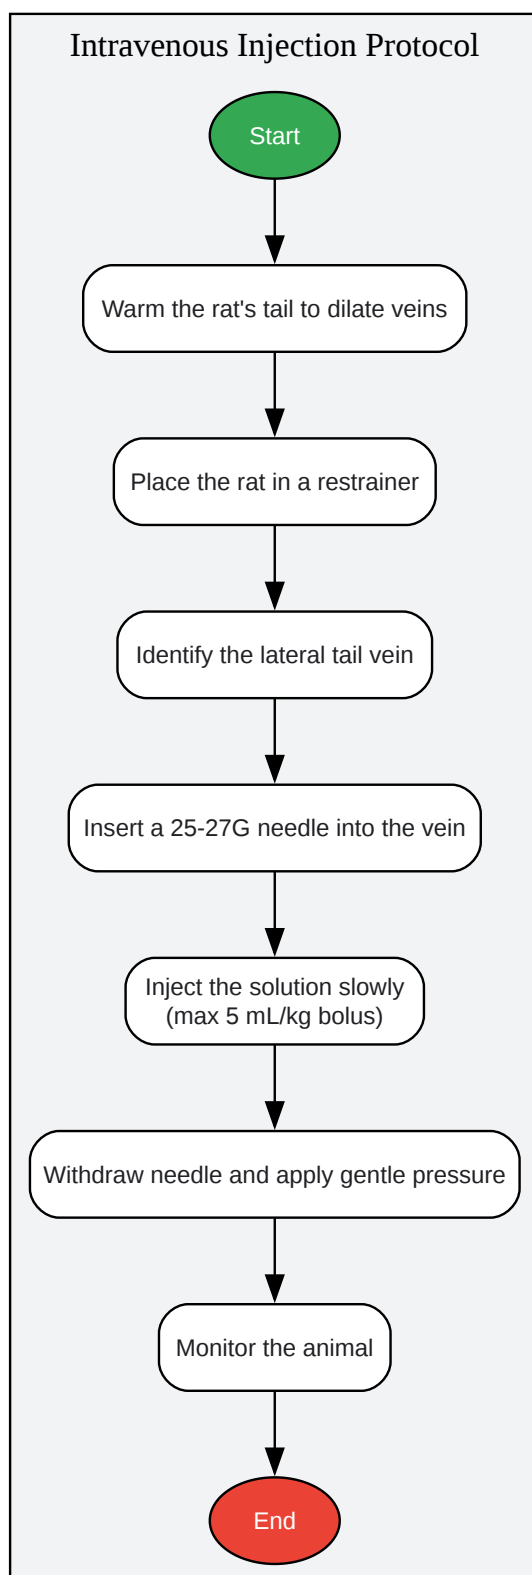 Intravenous Injection Protocol
Start
Warm the rat's tail to dilate veins
Place the rat in a restrainer
Identify the lateral tail vein
Insert a 25-27G needle into the vein
Inject the solution slowly
(max 5 mL/kg bolus)
Withdraw needle and apply gentle pressure
Monitor the animal
End